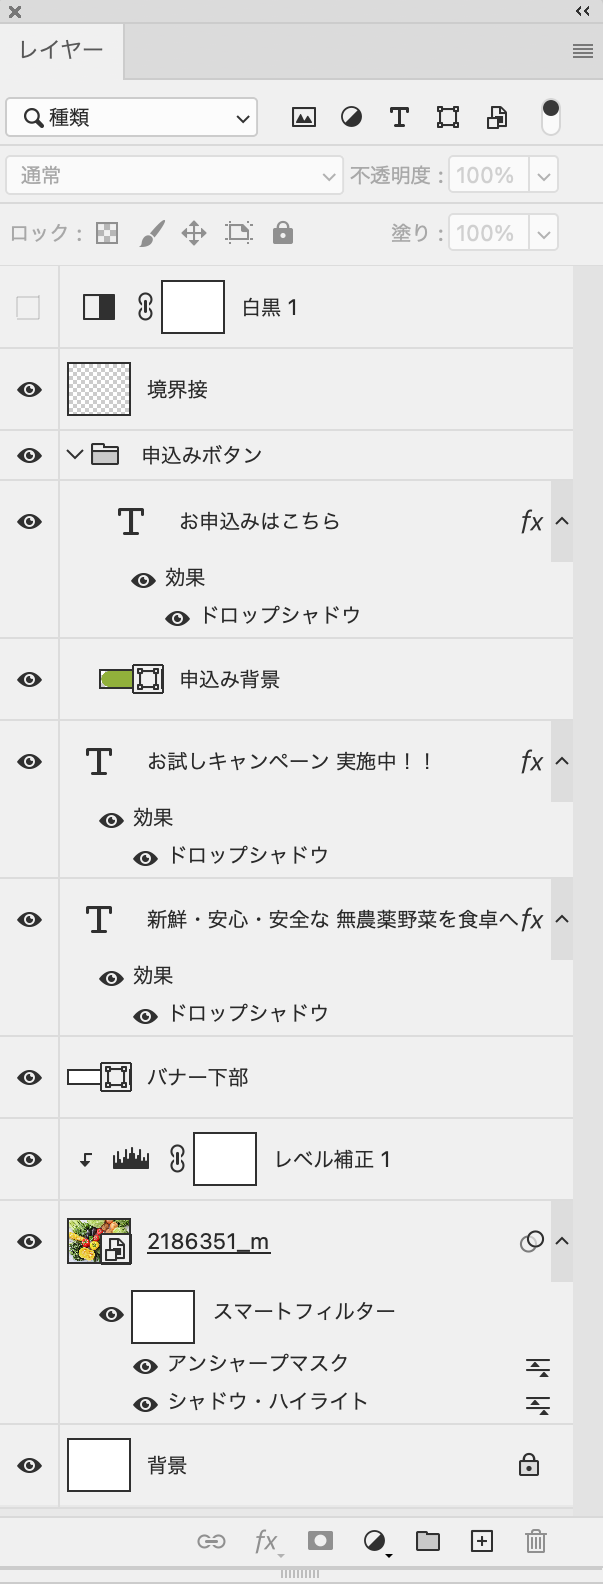 レイヤー
種類
通常 不透明度： 100%
ロック： 塗り： 100%
白黒 1
境界接
申込みボタン
お申込みはこちら fx
効果
ドロップシャドウ
申込み背景
お試しキャンペーン 実施中！！ fx
効果
ドロップシャドウ
新鮮・安心・安全な 無農薬野菜を食卓へ fx
効果
ドロップシャドウ
バナー下部
レベル補正 1
2186351_m
スマートフィルター
アンシャープマスク
シャドウ・ハイライト
背景
fx